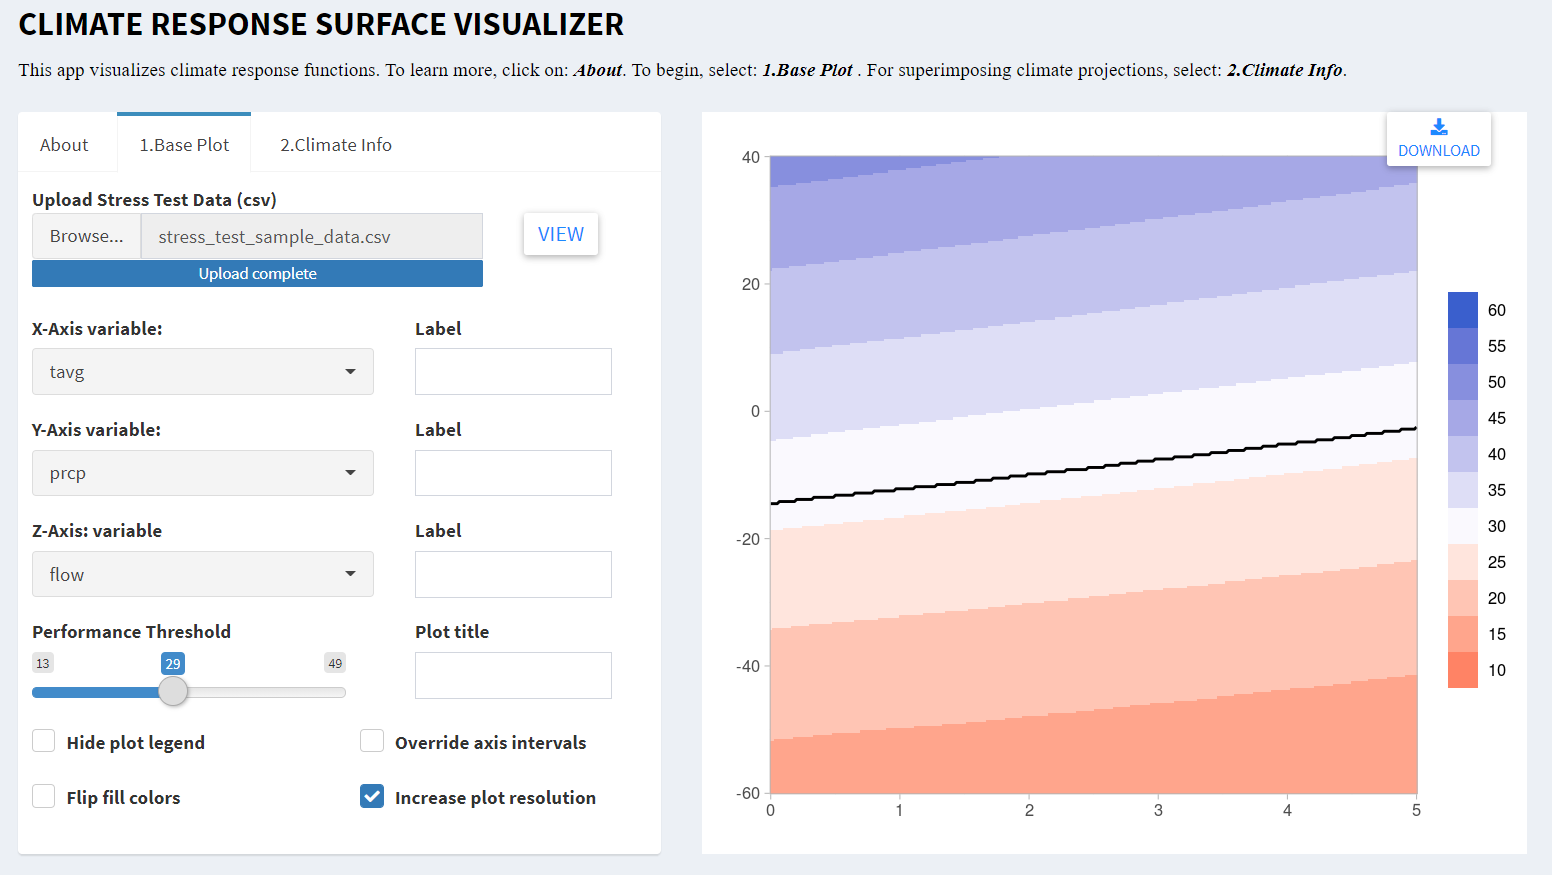 CLIMATE RESPONSE SURFACE VISUALIZER
This app visualizes climate response functions. To learn more, click on: About. To begin, select: 1.Base Plot . For superimposing climate projections, select: 2.Climate Info.
About 1.Base Plot 2.Climate Info
Upload Stress Test Data (csv)
Browse... stress_test_sample_data.csv VIEW
Upload complete
X-Axis variable: Label
tavg
Y-Axis variable: Label
prcp
Z-Axis: variable Label
flow
Performance Threshold Plot title
13 29 49
Hide plot legend Override axis intervals
Flip fill colors Increase plot resolution
DOWNLOAD
40
20
0
-20
-40
-60
0 1 2 3 4 5
60
55
50
45
40
35
30
25
20
15
10